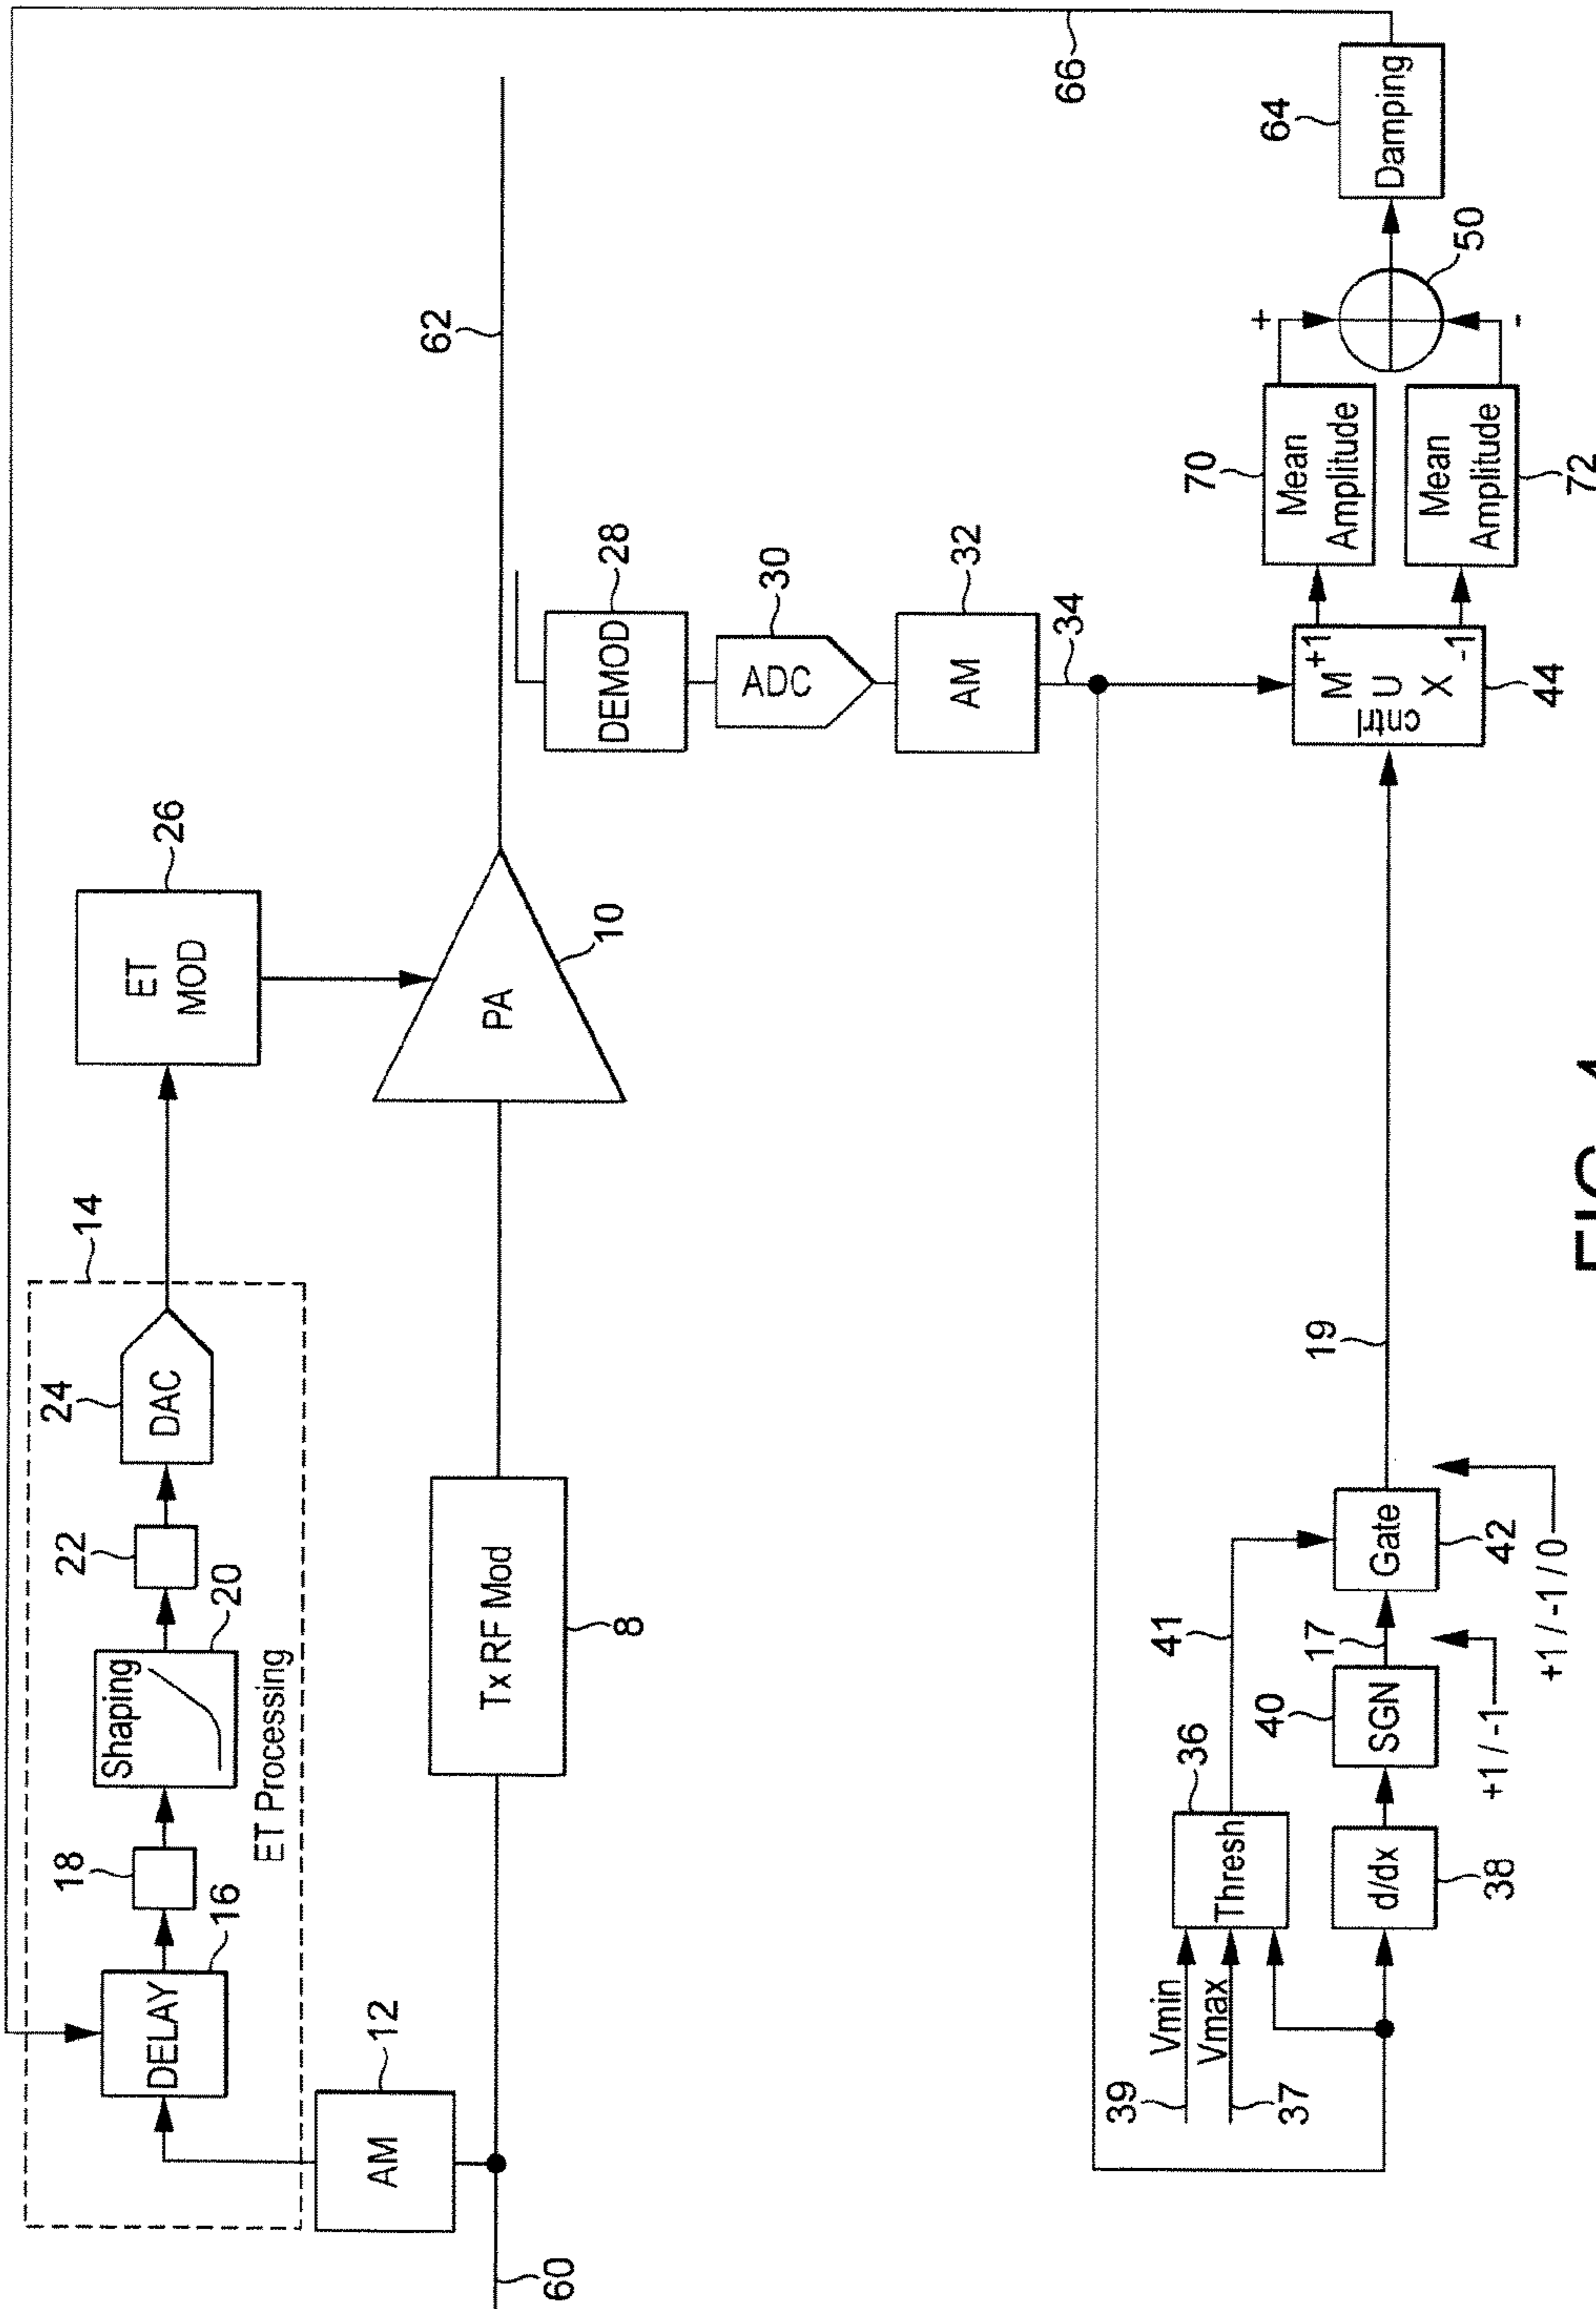 14
24
22
18
26
DAC
Shaping
20
16
DELAY
ET Processing
ET
MOD
12
AM
60
Tx RF Mod
8
PA
10
62
DEMOD
28
ADC
30
AM
32
34
66
39
Vmin
Vmax
37
36
Thresh
41
d/dx
38
40
SGN
17
+1 / -1
Gate
42
+1 / -1 / 0
19
M
U
X
cntrl
+1
-1
44
70
Mean
Amplitude
Mean
Amplitude
72
+
-
50
64
Damping
FIG